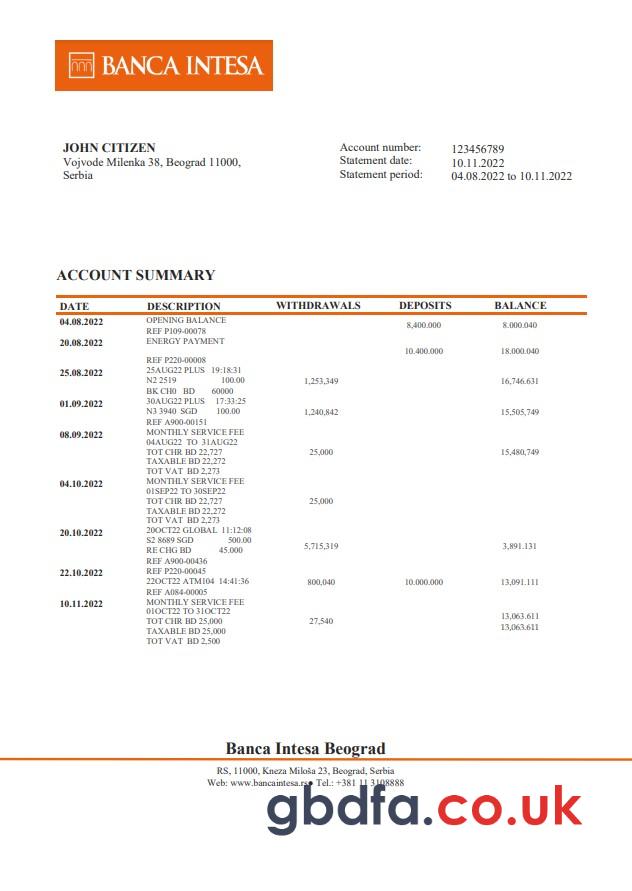 BANCA INTESA
JOHN CITIZEN
Vojvode Milenka 38, Beograd 11000,
Serbia
Account number: 123456789
Statement date: 10.11.2022
Statement period: 04.08.2022 to 10.11.2022
ACCOUNT SUMMARY
DATE DESCRIPTION WITHDRAWALS DEPOSITS BALANCE
04.08.2022 OPENING BALANCE
8,400.000 8.000.040
REF P109-00078
20.08.2022 ENERGY PAYMENT
10.400.000 18.000.040
REF P220-00008
25.08.2022 25AUG22 PLUS 19:18:31
N2 2519 100.00 1,253,349 16,746.631
BK CH0 BD 60000
01.09.2022 30AUG22 PLUS 17:33:25
N3 3940 SGD 100.00 1,240,842 15,505,749
REF A900-00151
08.09.2022 MONTHLY SERVICE FEE
04AUG22 TO 31AUG22
TOT CHR BD 22,727 25,000 15,480,749
TAXABLE BD 22,272
TOT VAT BD 2,273
04.10.2022 MONTHLY SERVICE FEE
01SEP22 TO 30SEP22
TOT CHR BD 22,727 25,000
TAXABLE BD 22,272
TOT VAT BD 2,273
20.10.2022 20OCT22 GLOBAL 11:12:08
S2 8689 SGD 500.00
5,715,319 3,891.131
RE CHG BD 45.000
REF A900-00436
22.10.2022 REF P220-00045
22OCT22 ATM104 14:41:36 800,040 10.000.000 13,091.111
REF A084-00005
10.11.2022 MONTHLY SERVICE FEE
01OCT22 TO 31OCT22
13,063.611
TOT CHR BD 25,000 27,540
13,063.611
TAXABLE BD 25,000
TOT VAT BD 2,500
Banca Intesa Beograd
RS, 11000, Kneza Miloša 23, Beograd, Serbia
Web: www.bancaintesa.rs• Tel.: +381 11 3108888
gbdfa.co.uk